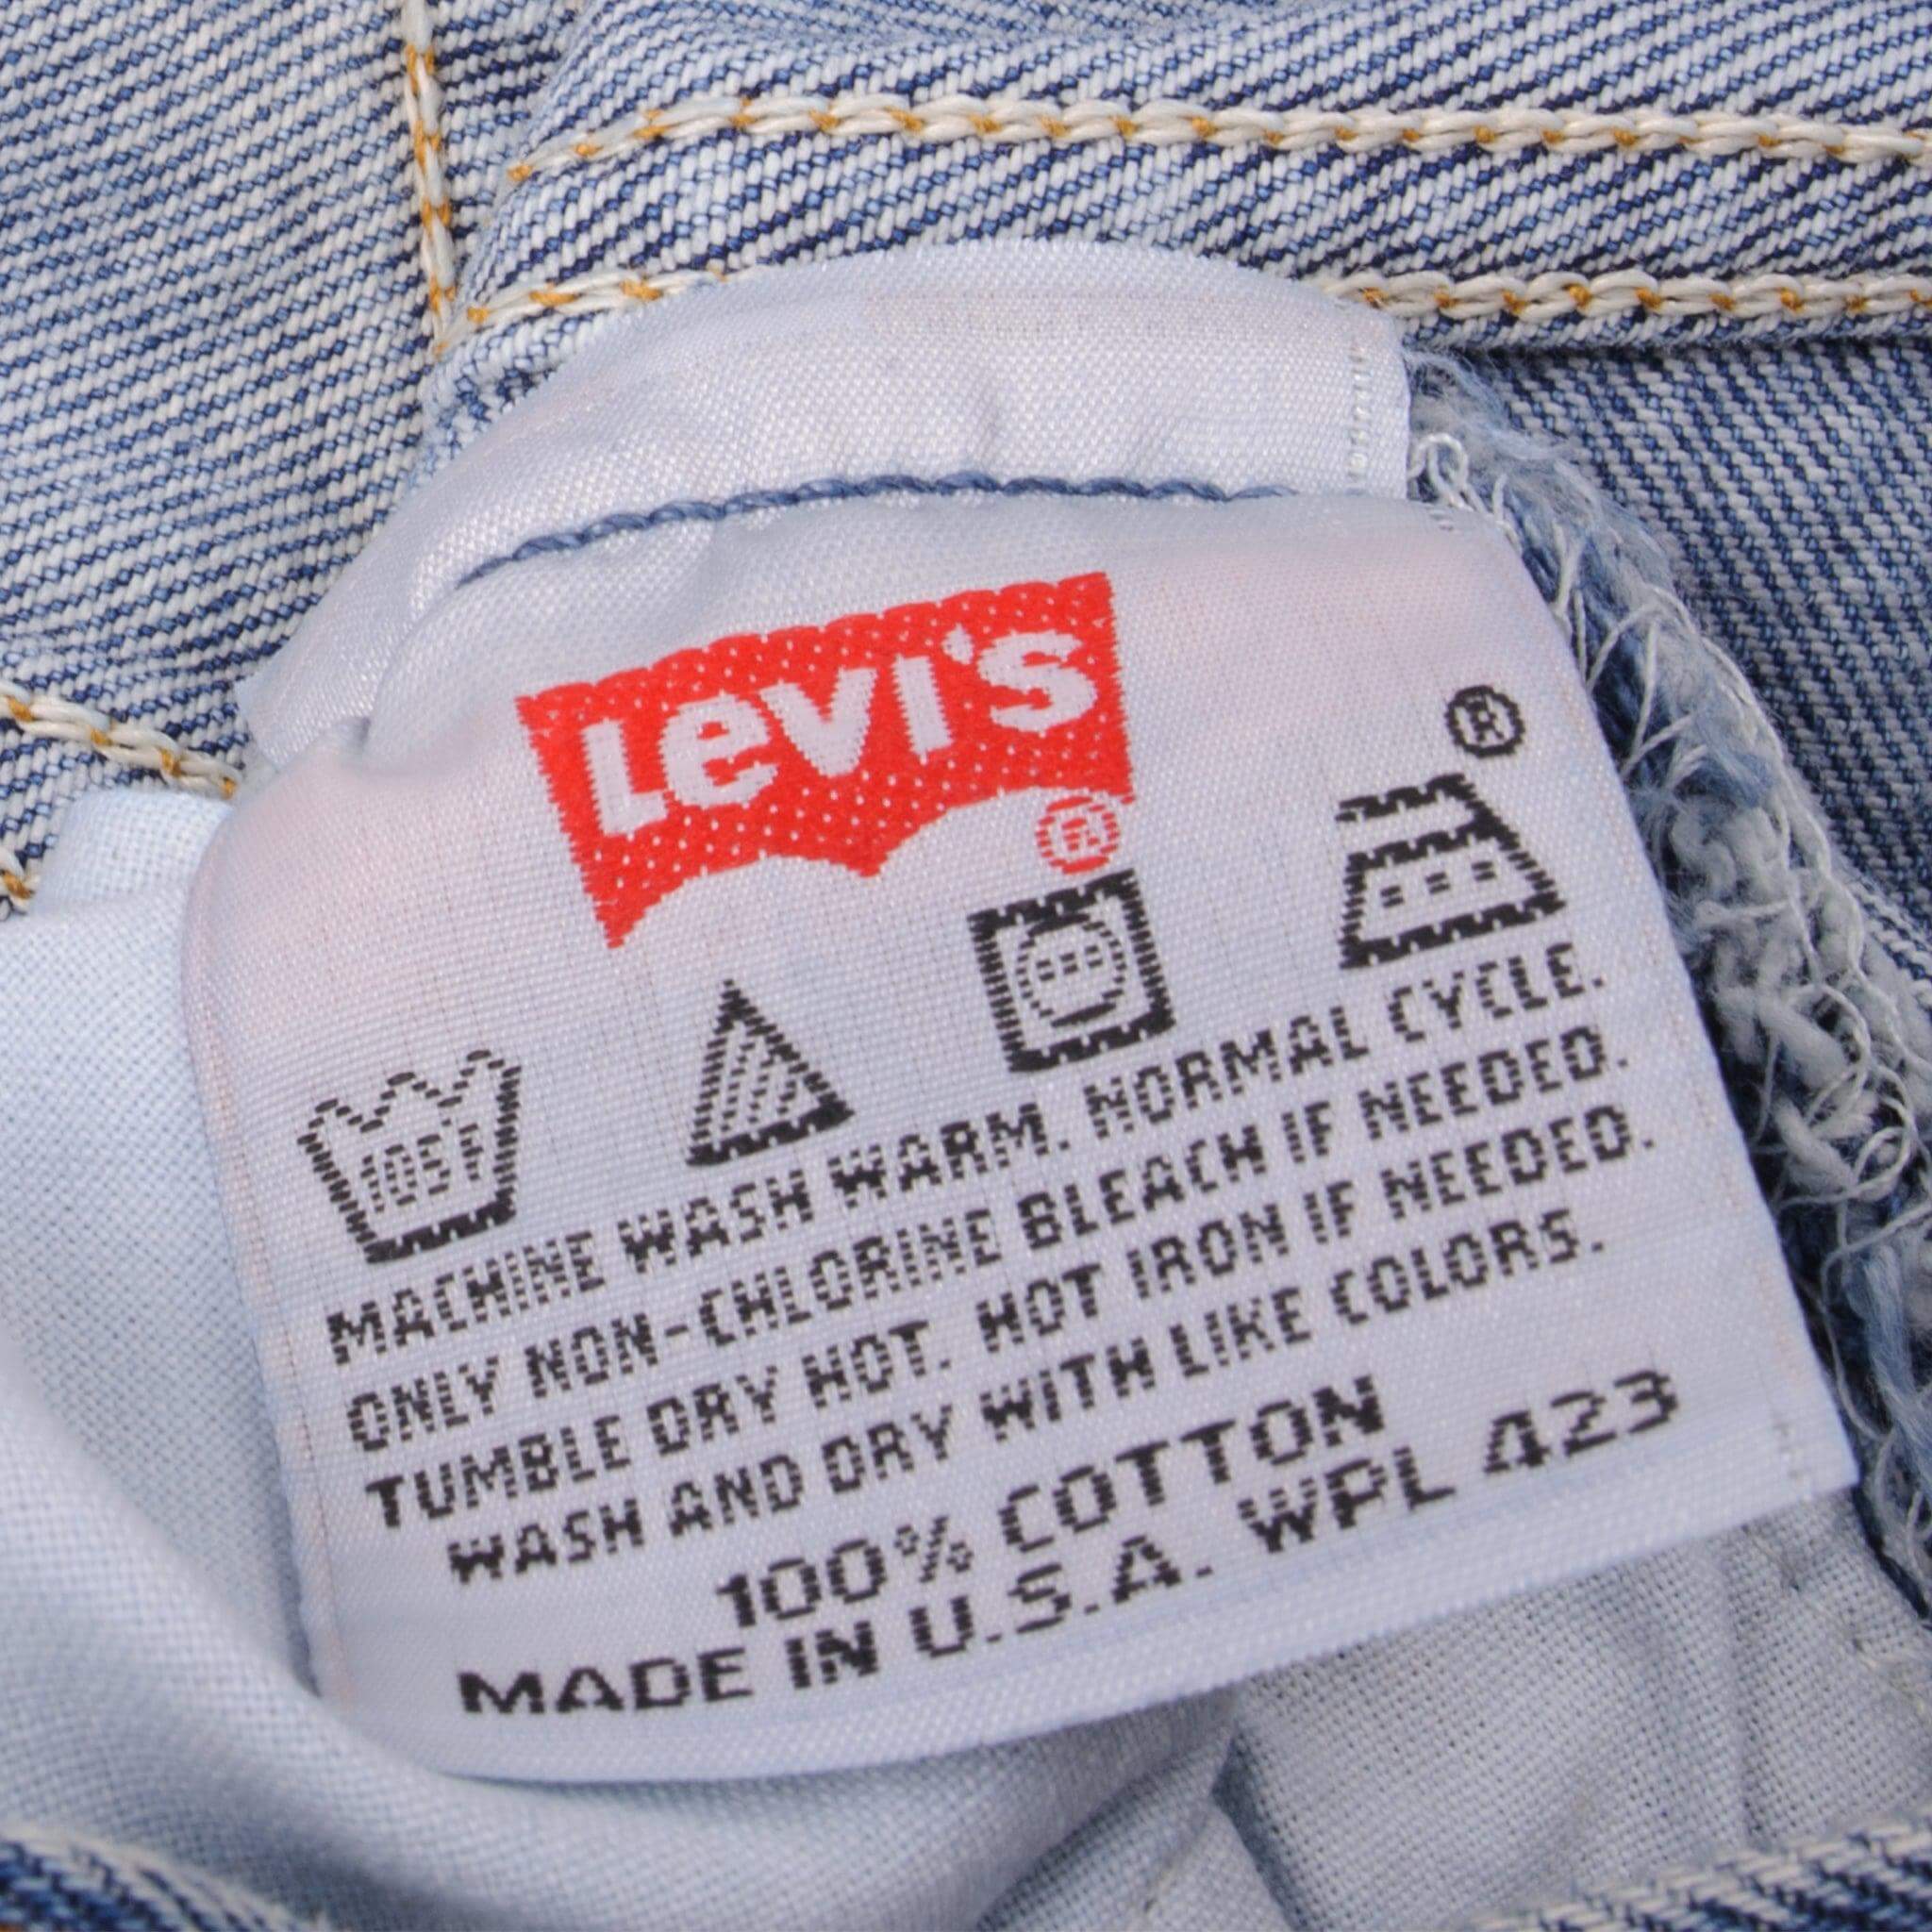 Levi's
®
®
105°F
MACHINE WASH WARM. NORMAL CYCLE.
ONLY NON-CHLORINE BLEACH IF NEEDED.
TUMBLE DRY HOT. HOT IRON IF NEEDED.
WASH AND DRY WITH LIKE COLORS.
100% COTTON
MADE IN U.S.A. WPL 423